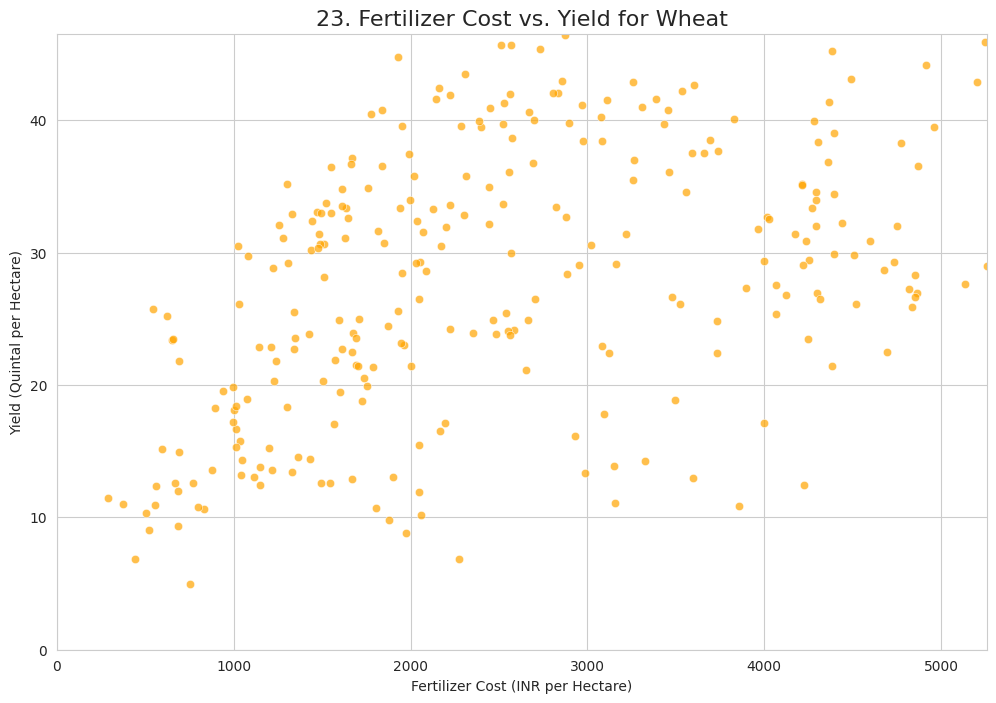 23. Fertilizer Cost vs. Yield for Wheat
Yield (Quintal per Hectare)
40
30
20
10
0
0 1000 2000 3000 4000 5000
Fertilizer Cost (INR per Hectare)